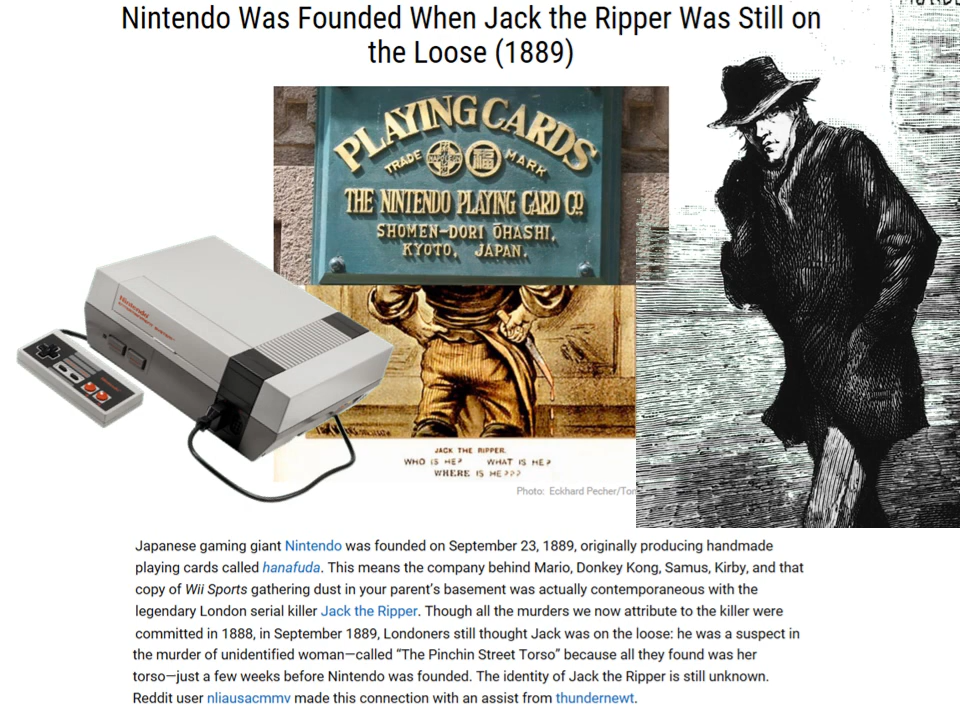 Nintendo Was Founded When Jack the Ripper Was Still on
the Loose (1889)
PLAYING CARDS
TRADE MARK
NAPOLEON 福
THE NINTENDO PLAYING CARD Cọ
SHOMEN-DORI ŌHASHI,
KYOTO, JAPAN.
Nintendo
JACK THE RIPPER.
WHO IS HE? WHAT IS HE?
WHERE IS HE???
Photo: Eckhard Pecher/
Japanese gaming giant Nintendo was founded on September 23, 1889, originally producing handmade
playing cards called hanafuda. This means the company behind Mario, Donkey Kong, Samus, Kirby, and that
copy of Wii Sports gathering dust in your parent's basement was actually contemporaneous with the
legendary London serial killer Jack the Ripper. Though all the murders we now attribute to the killer were
committed in 1888, in September 1889, Londoners still thought Jack was on the loose: he was a suspect in
the murder of unidentified woman—called “The Pinchin Street Torso” because all they found was her
torso—just a few weeks before Nintendo was founded. The identity of Jack the Ripper is still unknown.
Reddit user nliausacmmv made this connection with an assist from thundernewt.